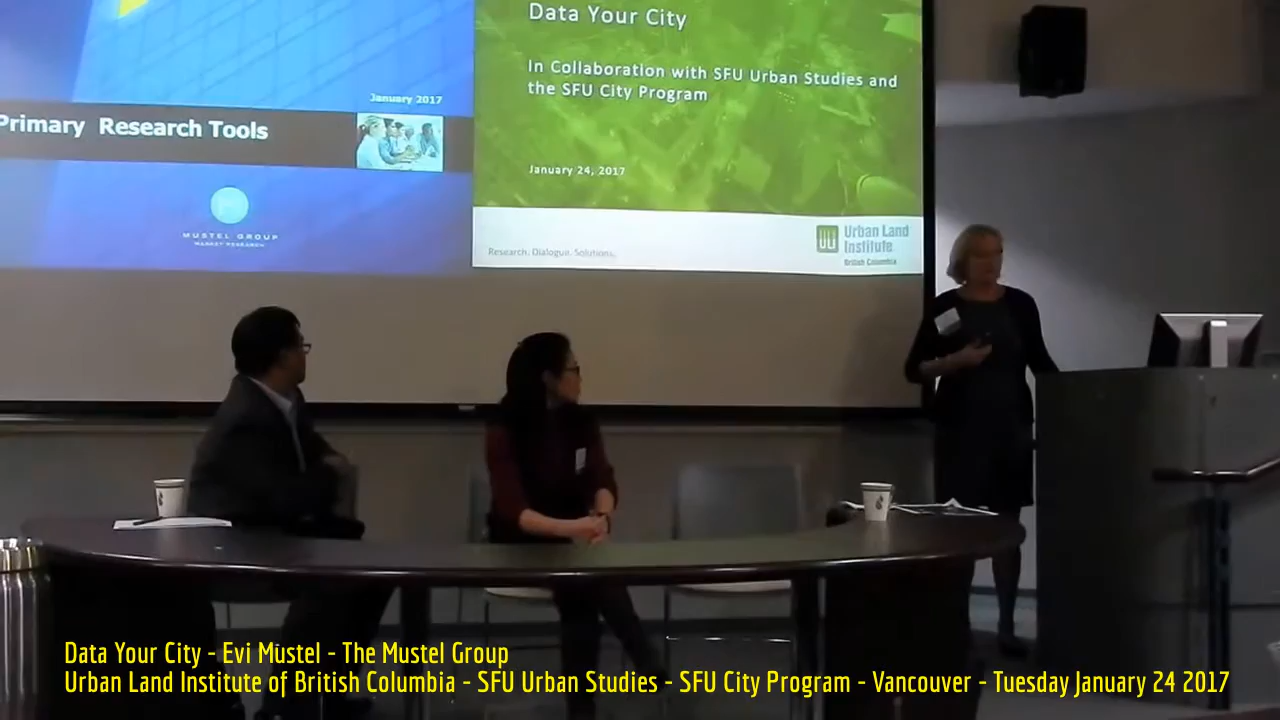 January 2017
Primary Research Tools
MUSTEL GROUP
MARKET RESEARCH
Data Your City
In Collaboration with SFU Urban Studies and
the SFU City Program
January 24, 2017
Research. Dialogue. Solutions.
ULI
Urban Land
Institute
British Columbia
Data Your City - Evi Mustel - The Mustel Group
Urban Land Institute of British Columbia - SFU Urban Studies - SFU City Program - Vancouver - Tuesday January 24 2017